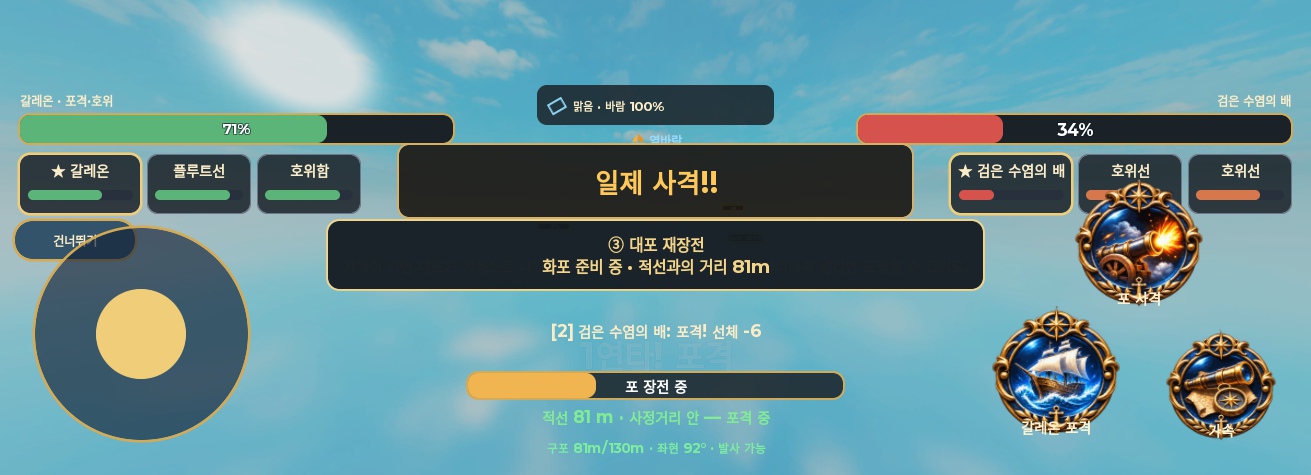 갈레온 · 포격·호위
71%
★ 갈레온
플루트선
호위함
건너뛰기
맑음 · 바람 100%
일제 사격!!
③ 대포 재장전
화포 준비 중 · 적선과의 거리 81m
[2] 검은 수염의 배: 포격! 선체 -6
포 장전 중
적선 81 m · 사정거리 안 — 포격 중
구포 81m/130m · 좌현 92° · 발사 가능
검은 수염의 배
34%
★ 검은 수염의 배
호위선
호위선
포 사격
갈레온 포격
가속